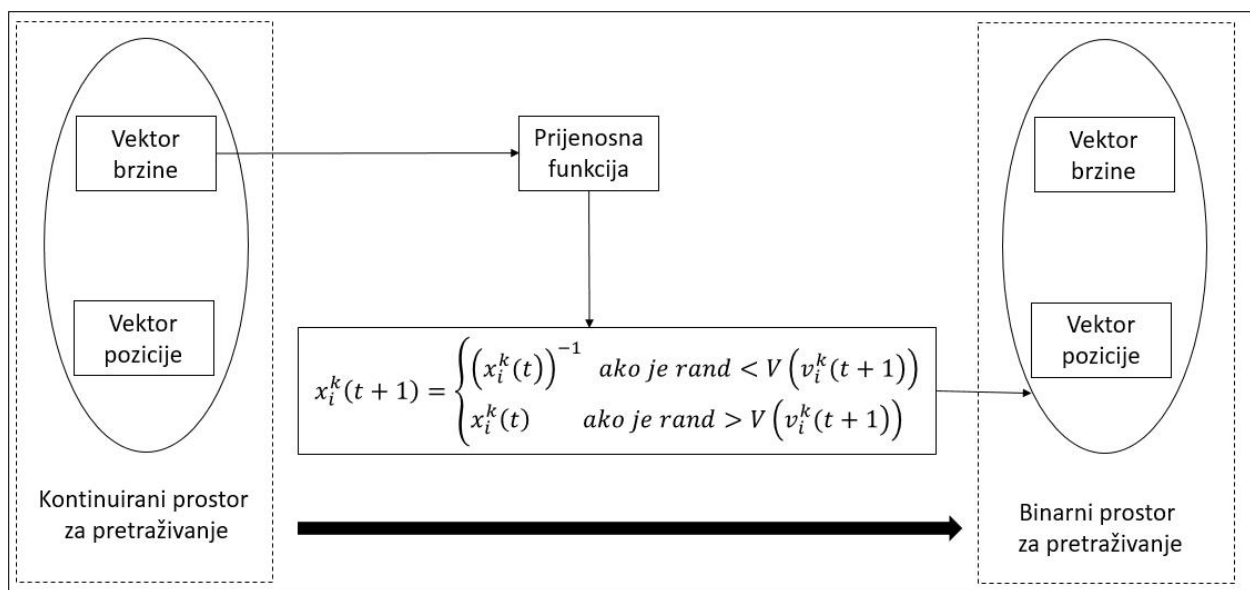 Vektor
brzine
Prijenosna
funkcija
Vektor
brzine
Vektor
pozicije
x_i^k(t + 1) = { (x_i^k(t))^{-1} ako je rand < V(v_i^k(t + 1))
x_i^k(t) ako je rand > V(v_i^k(t + 1))
Vektor
pozicije
Kontinuirani prostor
za pretraživanje
Binarni prostor
za pretraživanje